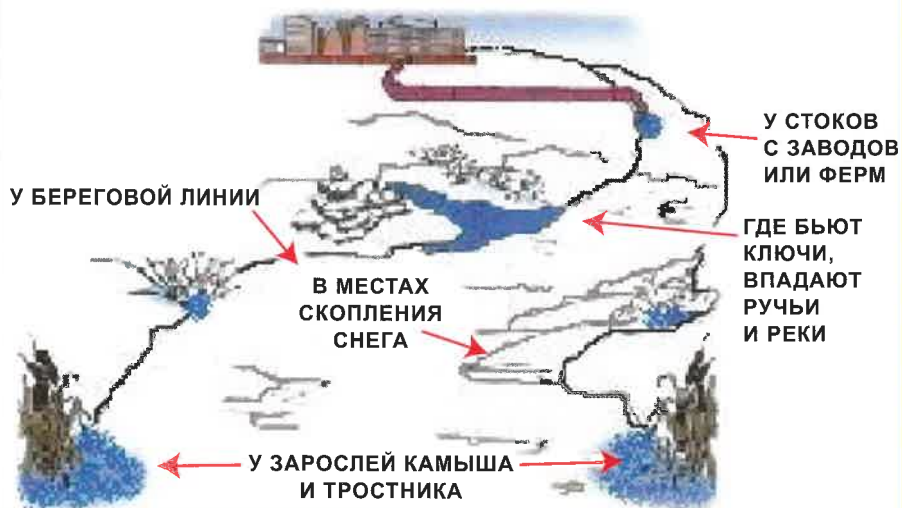 У СТОКОВ
С ЗАВОДОВ
ИЛИ ФЕРМ
У БЕРЕГОВОЙ ЛИНИИ
ГДЕ БЬЮТ
КЛЮЧИ,
ВПАДАЮТ
РУЧЬИ
И РЕКИ
В МЕСТАХ
СКОПЛЕНИЯ
СНЕГА
У ЗАРОСЛЕЙ КАМЫША
И ТРОСТНИКА